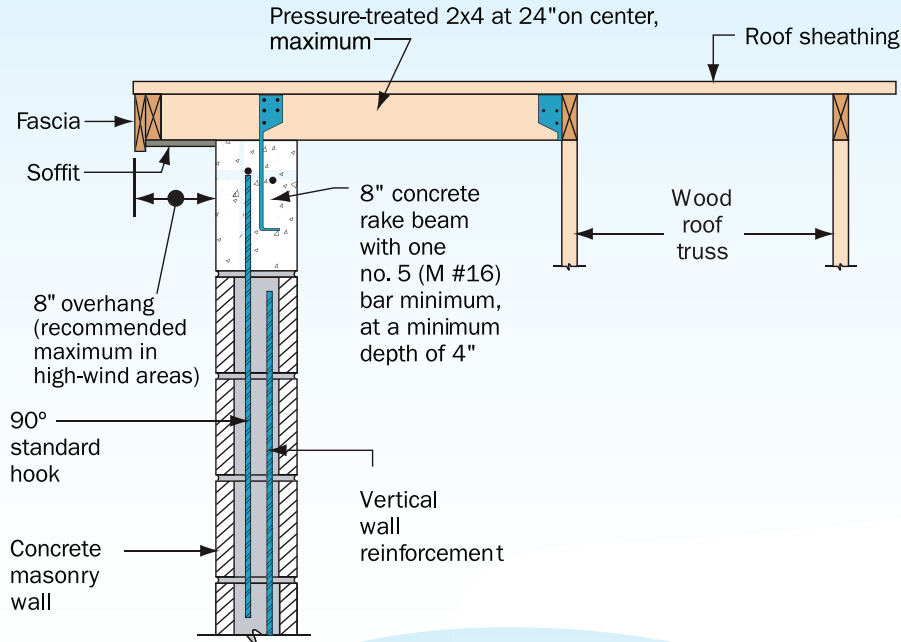 Pressure-treated 2x4 at 24" on center,
maximum
Roof sheathing
Fascia
Soffit
8" concrete
rake beam
with one
no. 5 (M #16)
bar minimum,
at a minimum
depth of 4"
Wood
roof
truss
8" overhang
(recommended
maximum in
high-wind areas)
90°
standard
hook
Vertical
wall
reinforcement
Concrete
masonry
wall